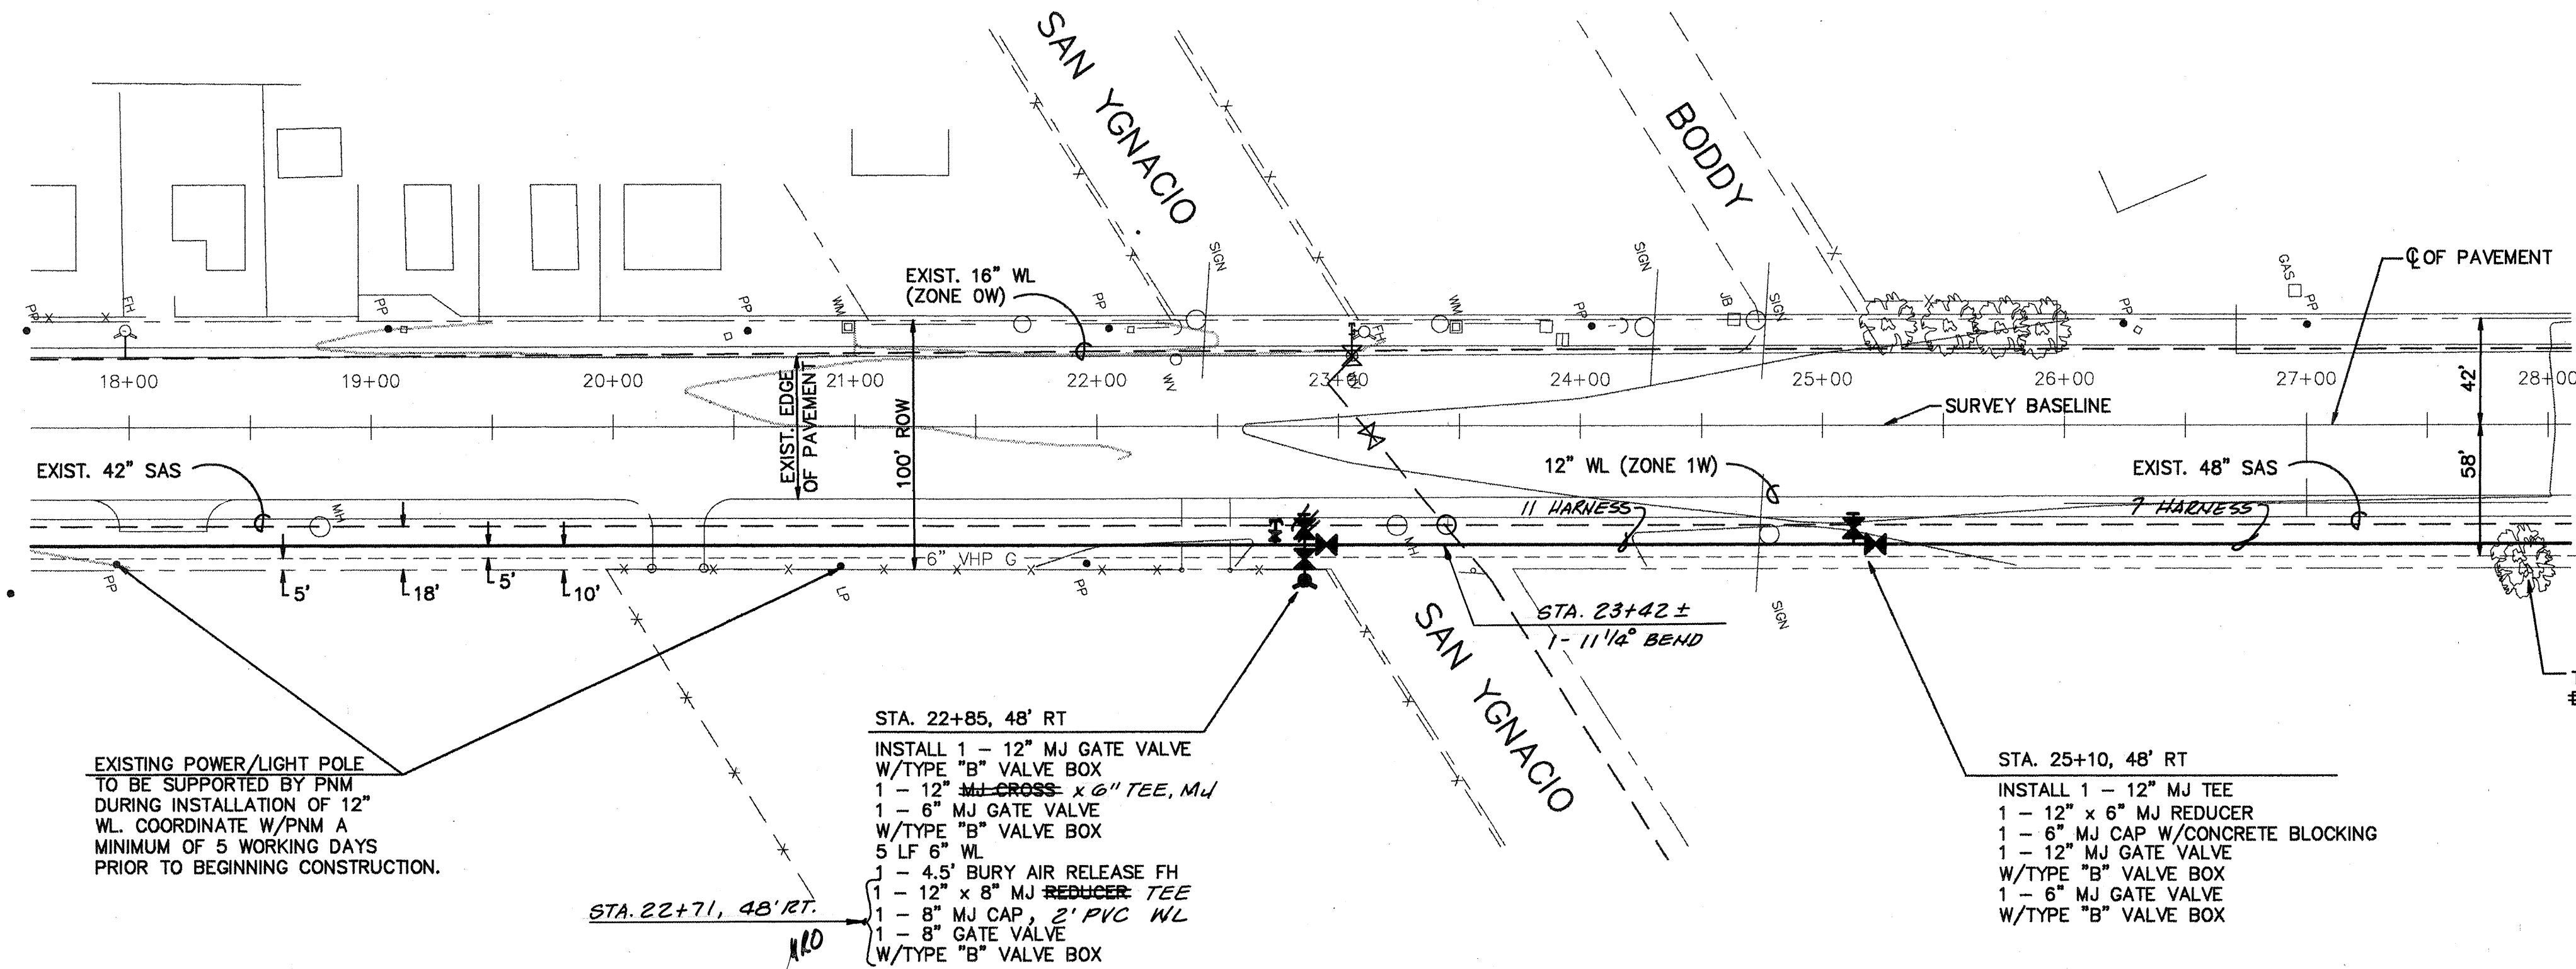 SAN YGNACIO
BODDY
SIGN
SIGN
SIGN
GAS
℄ OF PAVEMENT
EXIST. 16" WL
(ZONE 0W)
PP
FH
PP
PP
WM
PP
WV
FH
WM
PP
JB
PP
PP
18+00
19+00
20+00
21+00
22+00
23+00
24+00
25+00
26+00
27+00
28+00
EXIST. EDGE
OF PAVEMENT
100' ROW
SURVEY BASELINE
42'
58'
EXIST. 42" SAS
12" WL (ZONE 1W)
EXIST. 48" SAS
11 HARNESS
7 HARNESS
MH
MH
6" VHP G
PP
LP
PP
5'
18'
5'
10'
SIGN
STA. 23+42 ±
1- 11 1/4° BEND
SAN YGNACIO
EXISTING POWER/LIGHT POLE
TO BE SUPPORTED BY PNM
DURING INSTALLATION OF 12"
WL. COORDINATE W/PNM A
MINIMUM OF 5 WORKING DAYS
PRIOR TO BEGINNING CONSTRUCTION.
STA. 22+85, 48' RT
INSTALL 1 – 12" MJ GATE VALVE
W/TYPE "B" VALVE BOX
1 – 12" MJ CROSS x 6" TEE, MJ
1 – 6" MJ GATE VALVE
W/TYPE "B" VALVE BOX
5 LF 6" WL
1 – 4.5' BURY AIR RELEASE FH
1 – 12" x 8" MJ REDUCER TEE
1 – 8" MJ CAP, 2' PVC WL
1 – 8" GATE VALVE
W/TYPE "B" VALVE BOX
STA. 22+71, 48' RT.
STA. 25+10, 48' RT
INSTALL 1 – 12" MJ TEE
1 – 12" x 6" MJ REDUCER
1 – 6" MJ CAP W/CONCRETE BLOCKING
1 – 12" MJ GATE VALVE
W/TYPE "B" VALVE BOX
1 – 6" MJ GATE VALVE
W/TYPE "B" VALVE BOX